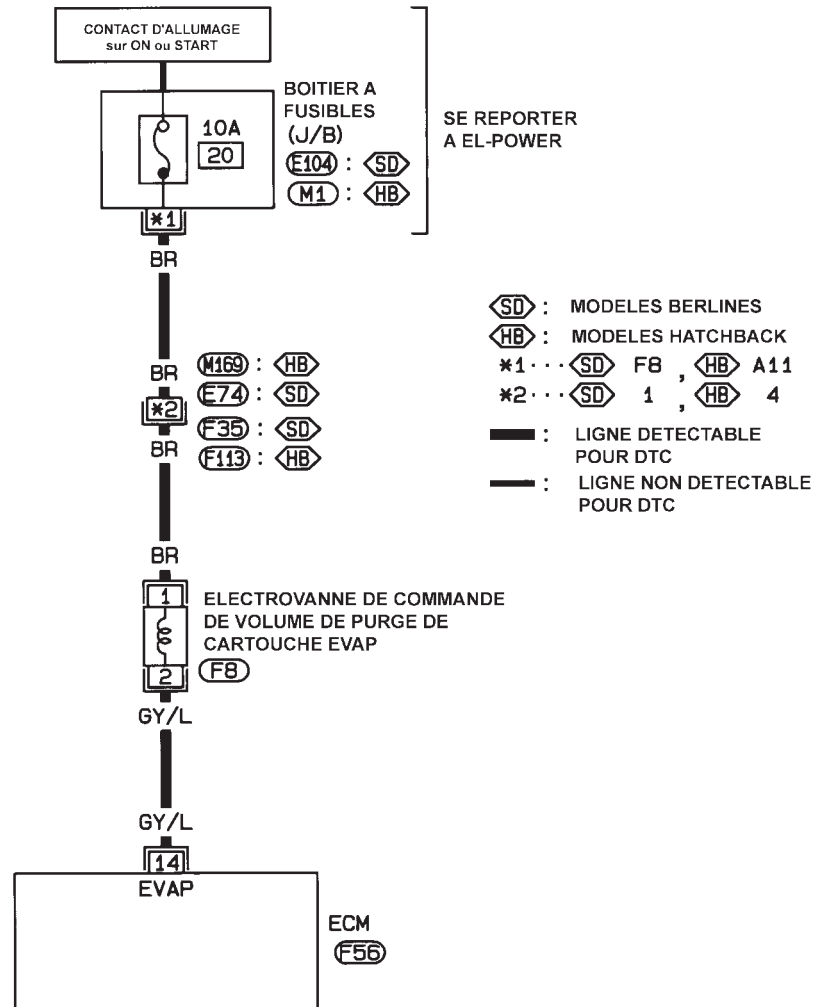 CONTACT D'ALLUMAGE
sur ON ou START
10A
20
BOITIER A
FUSIBLES
(J/B)
E104 : SD
M1 : HB
SE REPORTER
A EL-POWER
*1
BR
BR
*2
BR
M169 : HB
E74 : SD
F35 : SD
F113 : HB
SD : MODELES BERLINES
HB : MODELES HATCHBACK
*1··· SD F8 , HB A11
*2··· SD 1 , HB 4
: LIGNE DETECTABLE
POUR DTC
: LIGNE NON DETECTABLE
POUR DTC
BR
1
ELECTROVANNE DE COMMANDE
DE VOLUME DE PURGE DE
CARTOUCHE EVAP
F8
2
GY/L
GY/L
14
EVAP
ECM
F56